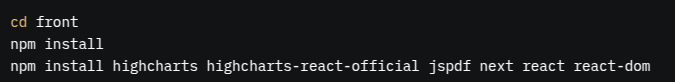 cd front
npm install
npm install highcharts highcharts-react-official jspdf next react react-dom